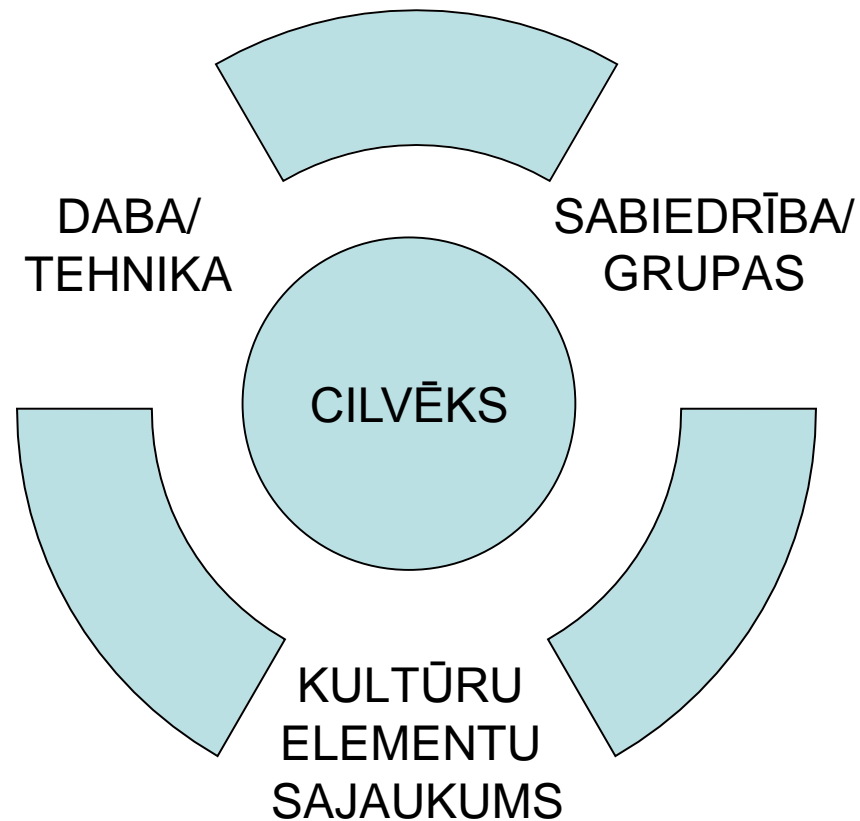 DABA/
TEHNIKA
SABIEDRĪBA/
GRUPAS
CILVĒKS
KULTŪRU
ELEMENTU
SAJAUKUMS